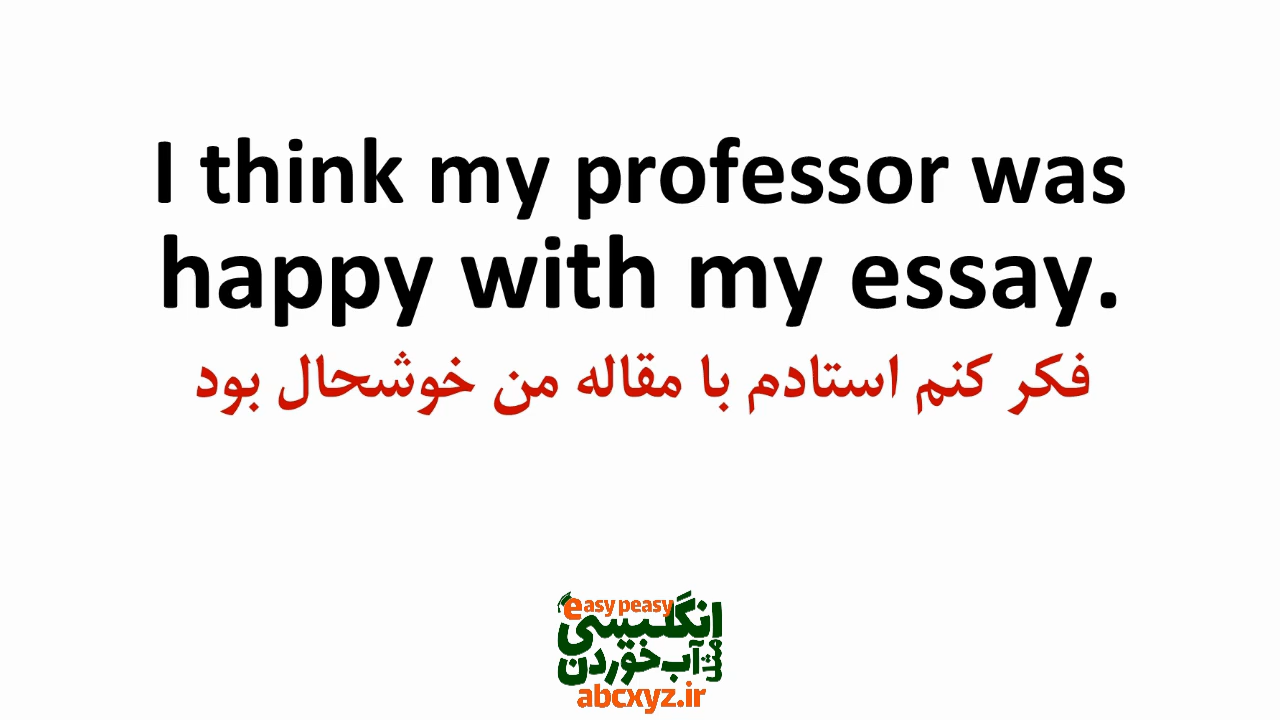 I think my professor was
happy with my essay.
فکر کنم استادم با مقاله من خوشحال بود
easy peasy
انگلیسی
مثل آب خوردن
abcxyz.ir